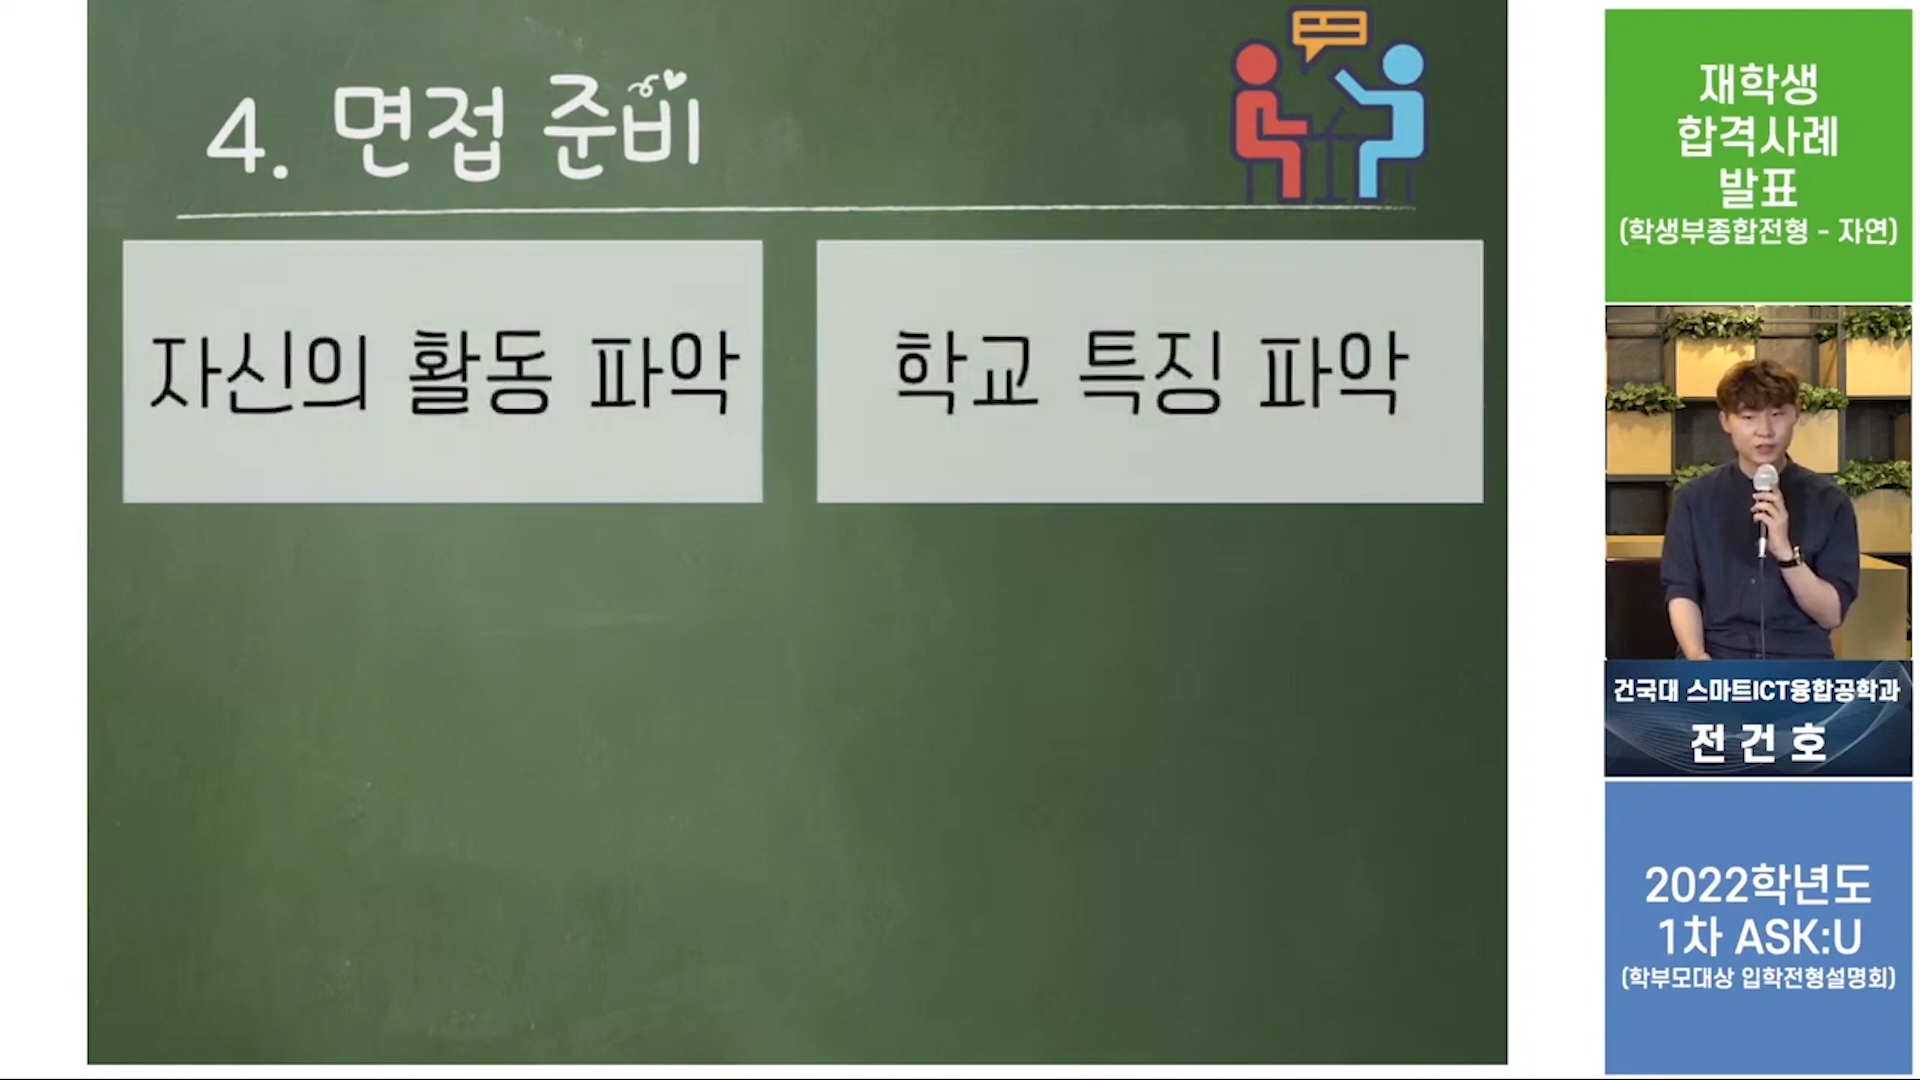 4. 면접 준비
자신의 활동 파악
학교 특징 파악
재학생
합격사례
발표
(학생부종합전형 - 자연)
건국대 스마트ICT융합공학과
전건호
2022학년도
1차 ASK:U
(학부모대상 입학전형설명회)